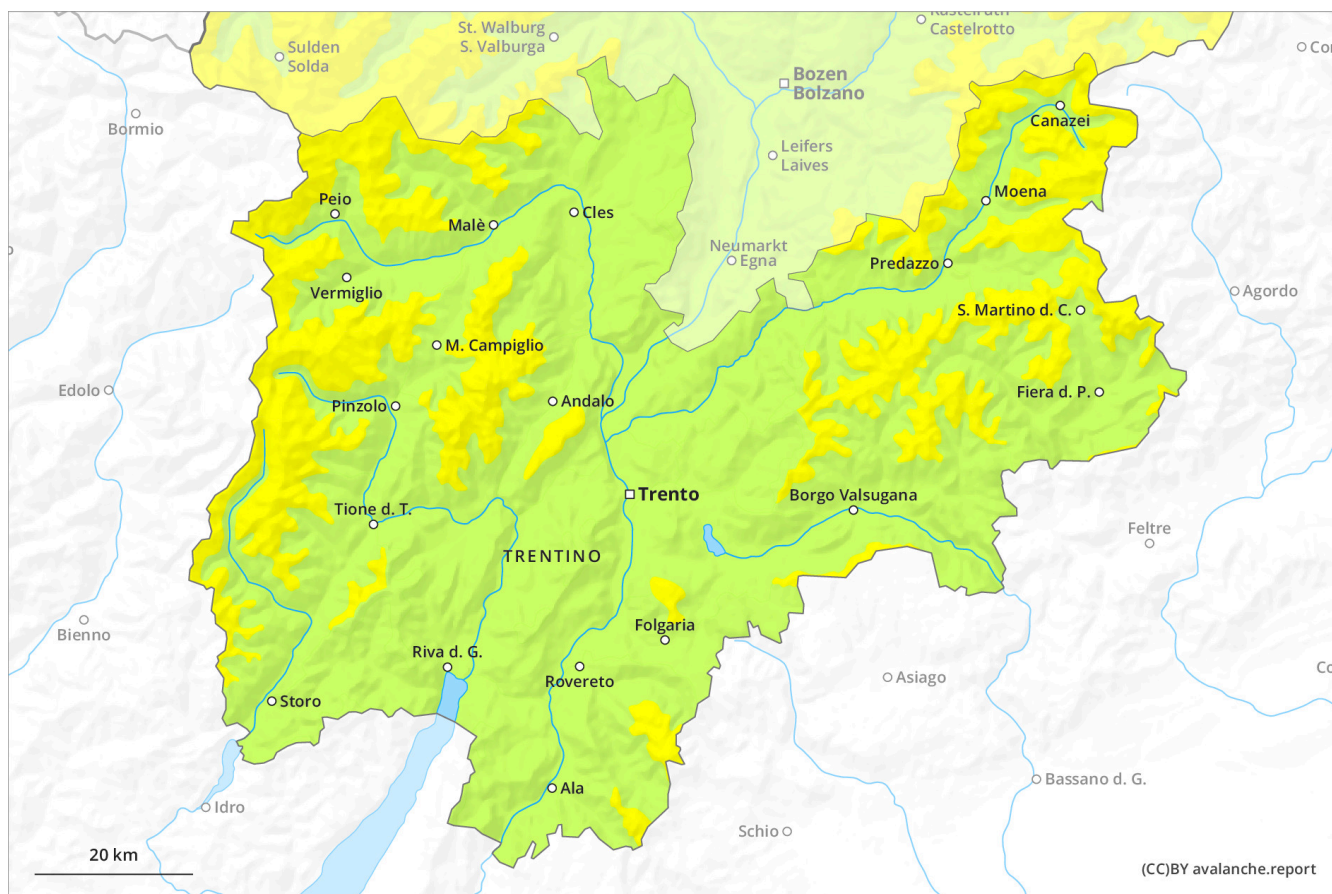 Kastelruth
Castelrotto
St. Walburg
S. Valburga
Sulden
Solda
Bozen
Bolzano
Bormio
Canazei
Leifers
Laives
Peio
Malè
Cles
Moena
Neumarkt
Egna
Predazzo
Vermiglio
Agordo
S. Martino d. C.
M. Campiglio
Edolo
Pinzolo
Andalo
Fiera d. P.
Trento
Borgo Valsugana
Tione d. T.
Feltre
TRENTINO
Bienno
Folgaria
Riva d. G.
Rovereto
Asiago
Storo
Bassano d. G.
Ala
Idro
Schio
20 km
(CC)BY avalanche.report